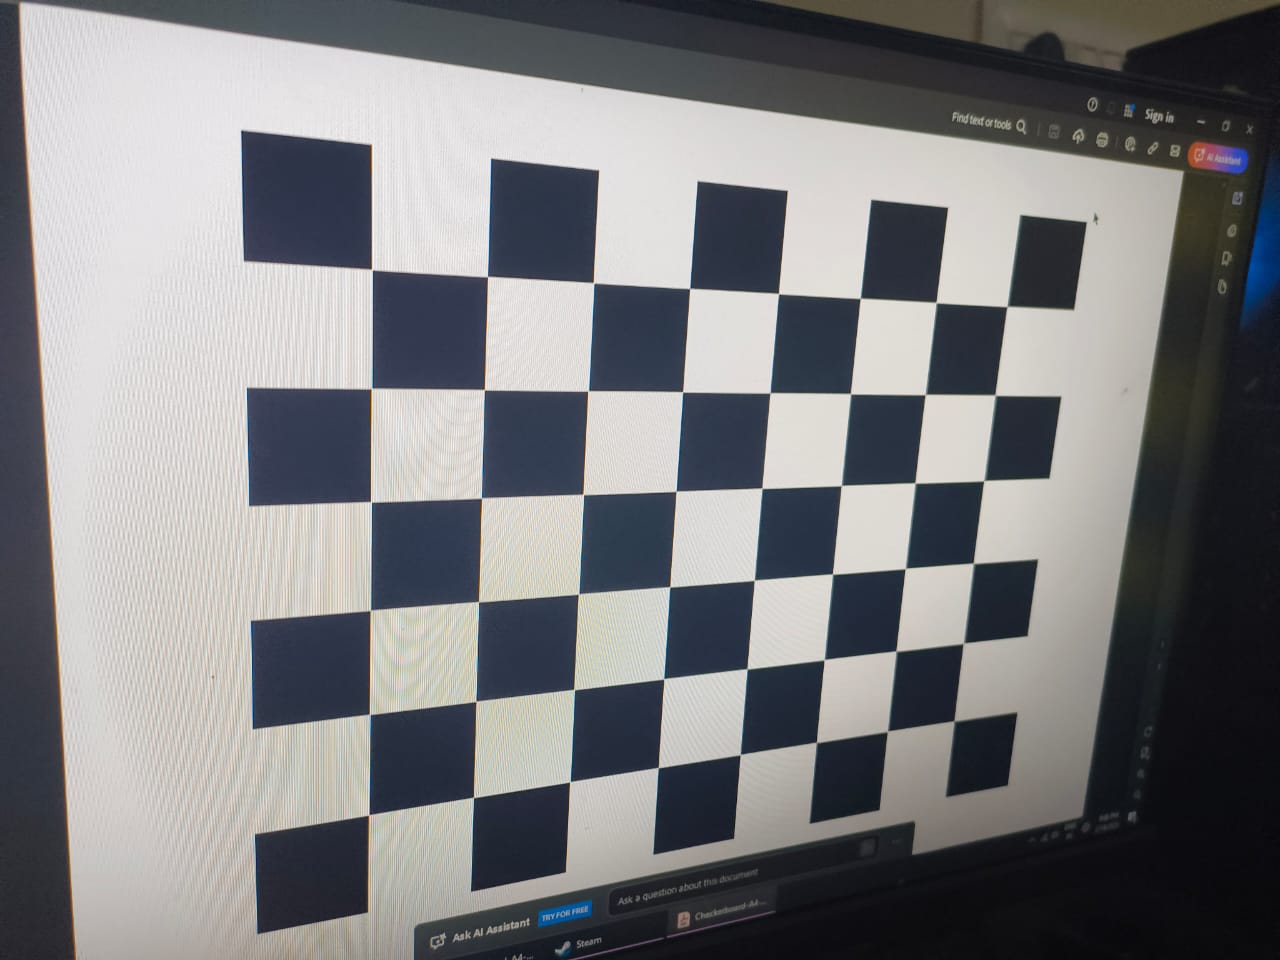 Sign in
Find text or tools
AI Assistant
Ask a question about this document
Ask AI Assistant
TRY FOR FREE
Checkerboard-A4-...
Steam